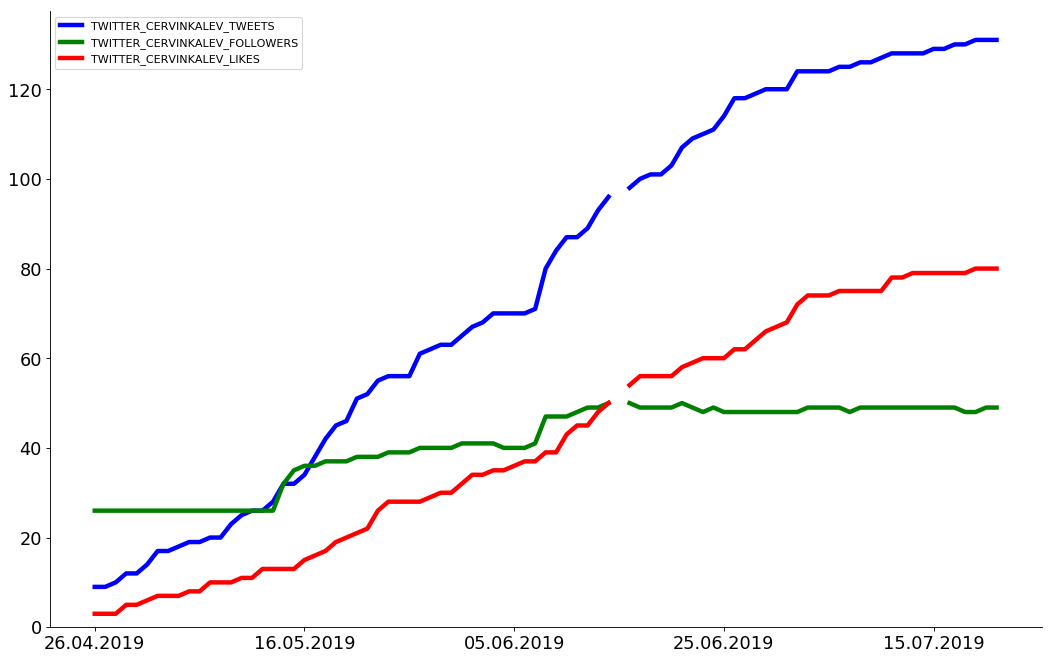 TWITTER_CERVINKALEV_TWEETS
TWITTER_CERVINKALEV_FOLLOWERS
TWITTER_CERVINKALEV_LIKES
120
100
80
60
40
20
0
26.04.2019 16.05.2019 05.06.2019 25.06.2019 15.07.2019